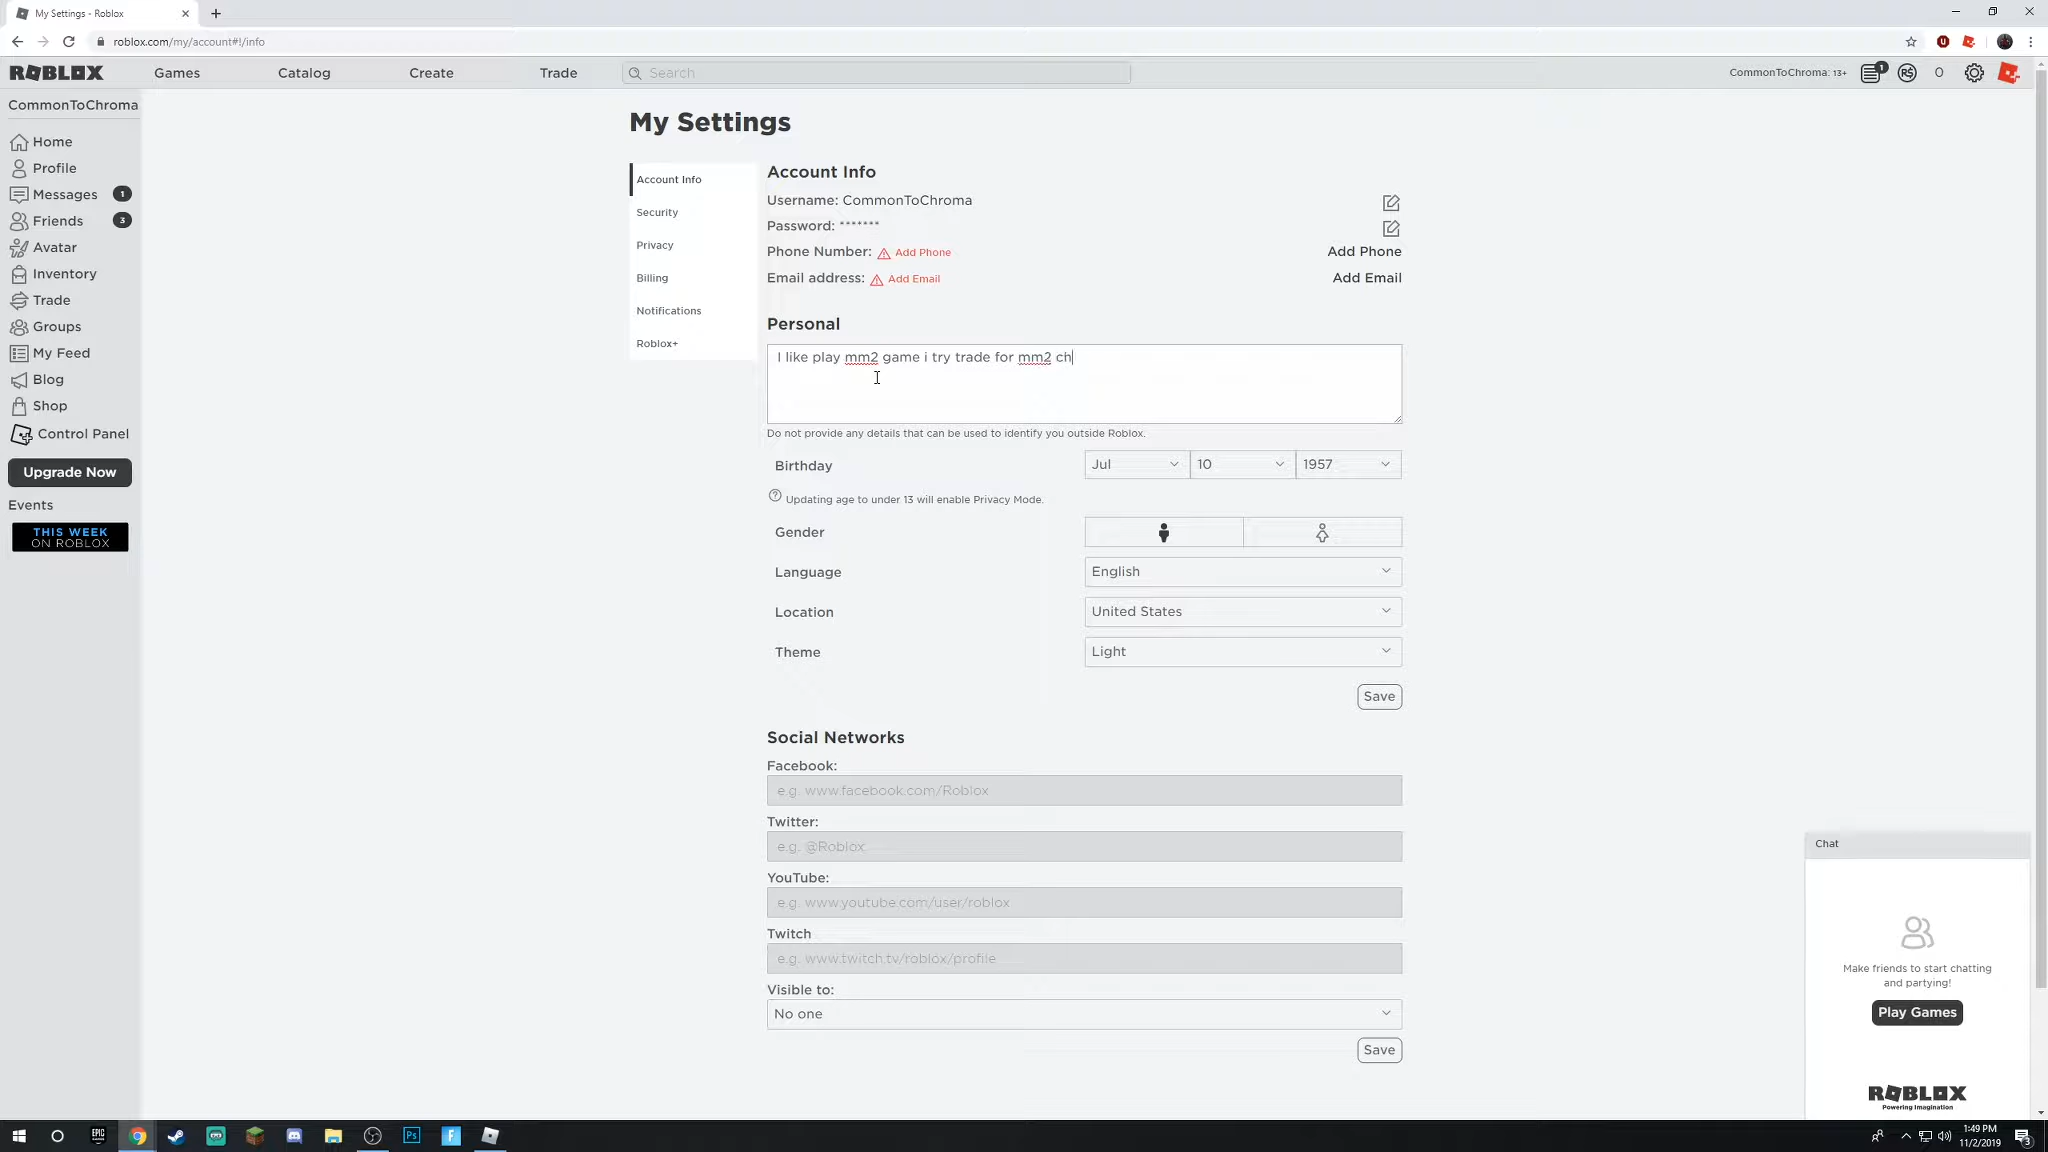 My Settings - Roblox
roblox.com/my/account#!/info
ROBLOX
Games
Catalog
Create
Trade
Search
CommonToChroma: 13+
1
0
CommonToChroma
Home
Profile
Messages 1
Friends 3
Avatar
Inventory
Trade
Groups
My Feed
Blog
Shop
Control Panel
Upgrade Now
Events
THIS WEEK
ON ROBLOX
My Settings
Account Info
Security
Privacy
Billing
Notifications
Roblox+
Account Info
Username: CommonToChroma
Password: *******
Phone Number: Add Phone Add Phone
Email address: Add Email Add Email
Personal
I like play mm2 game i try trade for mm2 ch
Do not provide any details that can be used to identify you outside Roblox.
Birthday Jul 10 1957
Updating age to under 13 will enable Privacy Mode.
Gender
Language English
Location United States
Theme Light
Save
Social Networks
Facebook:
e.g. www.facebook.com/Roblox
Twitter:
e.g. @Roblox
YouTube:
e.g. www.youtube.com/user/roblox
Twitch
e.g. www.twitch.tv/roblox/profile
Visible to:
No one
Save
Chat
Make friends to start chatting
and partying!
Play Games
ROBLOX
Powering Imagination
EPIC
GAMES
Ps
1:49 PM
11/2/2019
3